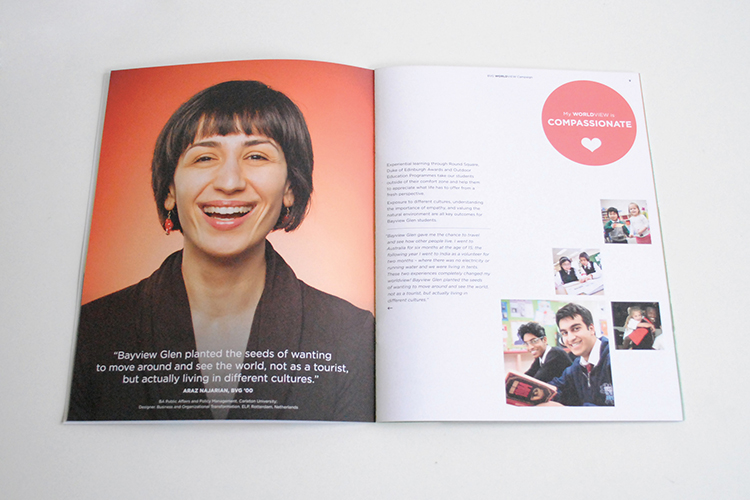 "Bayview Glen planted the seeds of wanting
to move around and see the world, not as a tourist,
but actually living in different cultures."
ARAZ NAJARIAN, BVG '00
BA Public Affairs and Policy Management, Carleton University;
Designer, Business and Organizational Transformation, ELP, Rotterdam, Netherlands
My WORLDVIEW is
COMPASSIONATE
Experiential learning through Round Square,
Duke of Edinburgh Awards and Outdoor
Education Programmes take our students
outside of their comfort zone and help them
to appreciate what life has to offer from a
fresh perspective.
Exposure to different cultures, understanding
the importance of empathy, and valuing the
natural environment are all key outcomes for
Bayview Glen students.
"Bayview Glen gave me the chance to travel
and see how other people live. I went to
Australia for six months at the age of 13, the
following year I went to India as a volunteer for
two months – where there was no electricity or
running water and we were living in tents.
These two experiences completely changed my
worldview! Bayview Glen planted the seeds
of wanting to move around and see the world,
not as a tourist, but actually living in
different cultures."